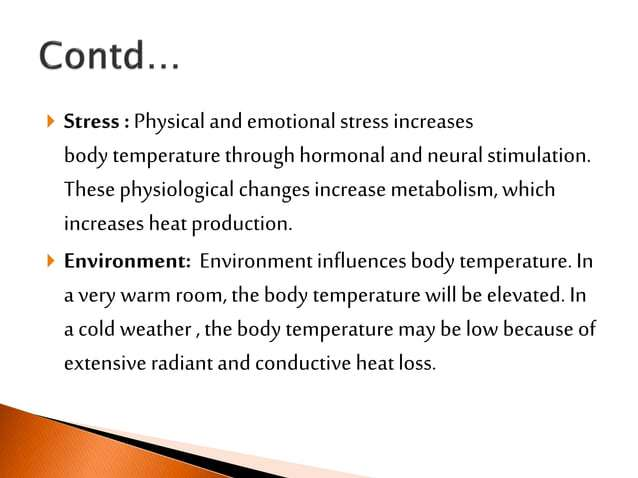 Contd...
Stress : Physical and emotional stress increases
body temperature through hormonal and neural stimulation.
These physiological changes increase metabolism, which
increases heat production.
Environment:  Environment influences body temperature. In
a very warm room, the body temperature will be elevated. In
a cold weather , the body temperature may be low because of
extensive radiant and conductive heat loss.